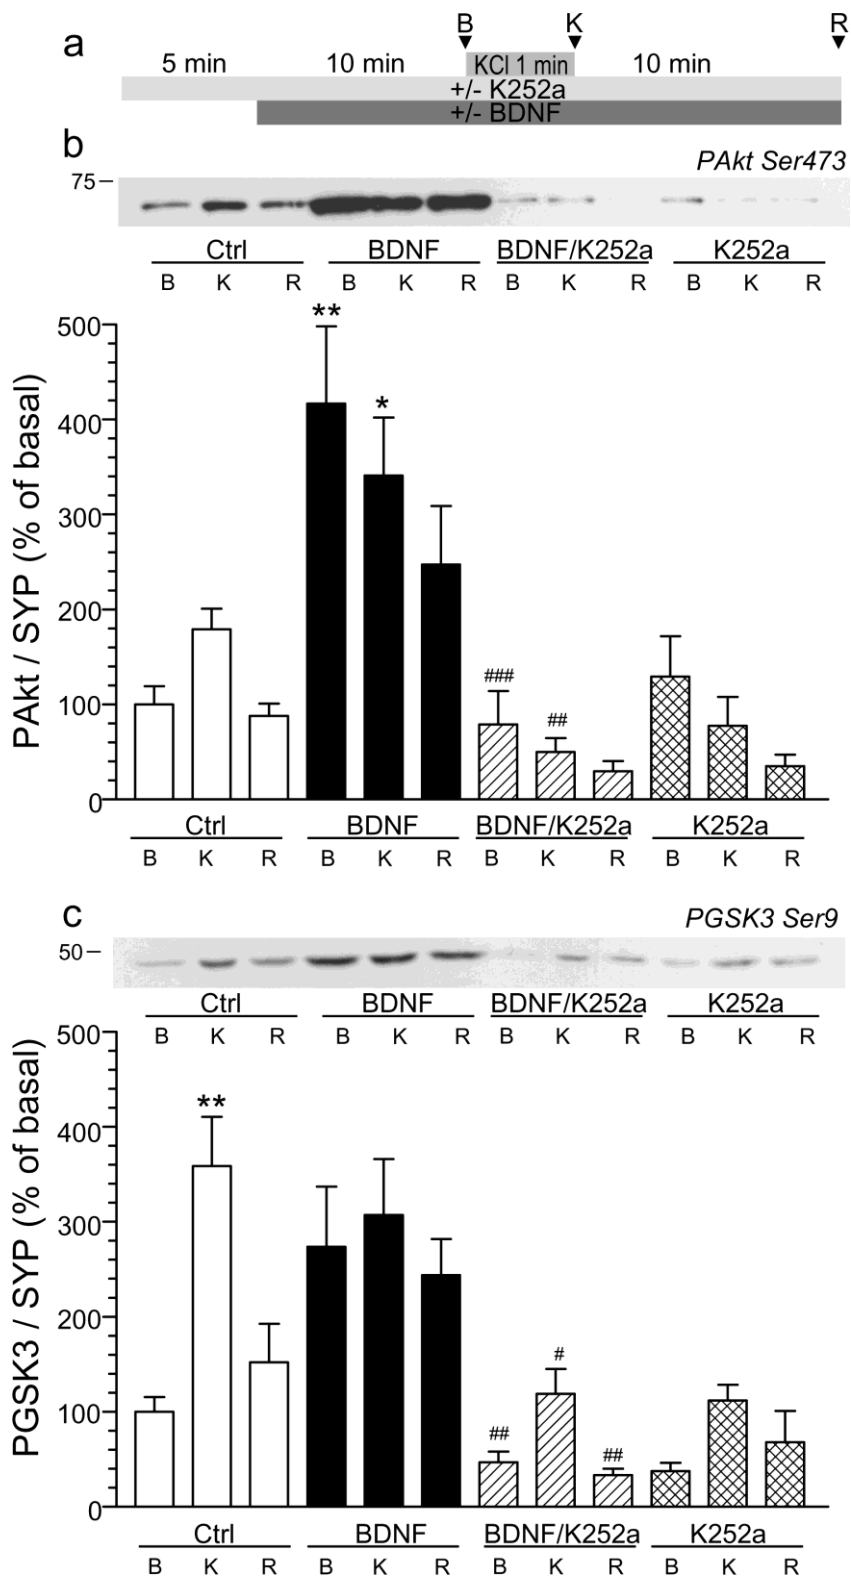 a
B K R
5 min 10 min KCl 1 min 10 min
+/- K252a
+/- BDNF
b
PAkt Ser473
75
Ctrl BDNF BDNF/K252a K252a
B K R B K R B K R B K R
500
400
300
200
100
0
PAkt / SYP (% of basal)
**
*
###
##
Ctrl BDNF BDNF/K252a K252a
B K R B K R B K R B K R
c
PGSK3 Ser9
50
Ctrl BDNF BDNF/K252a K252a
B K R B K R B K R B K R
500
400
300
200
100
0
PGSK3 / SYP (% of basal)
**
##
#
##
Ctrl BDNF BDNF/K252a K252a
B K R B K R B K R B K R